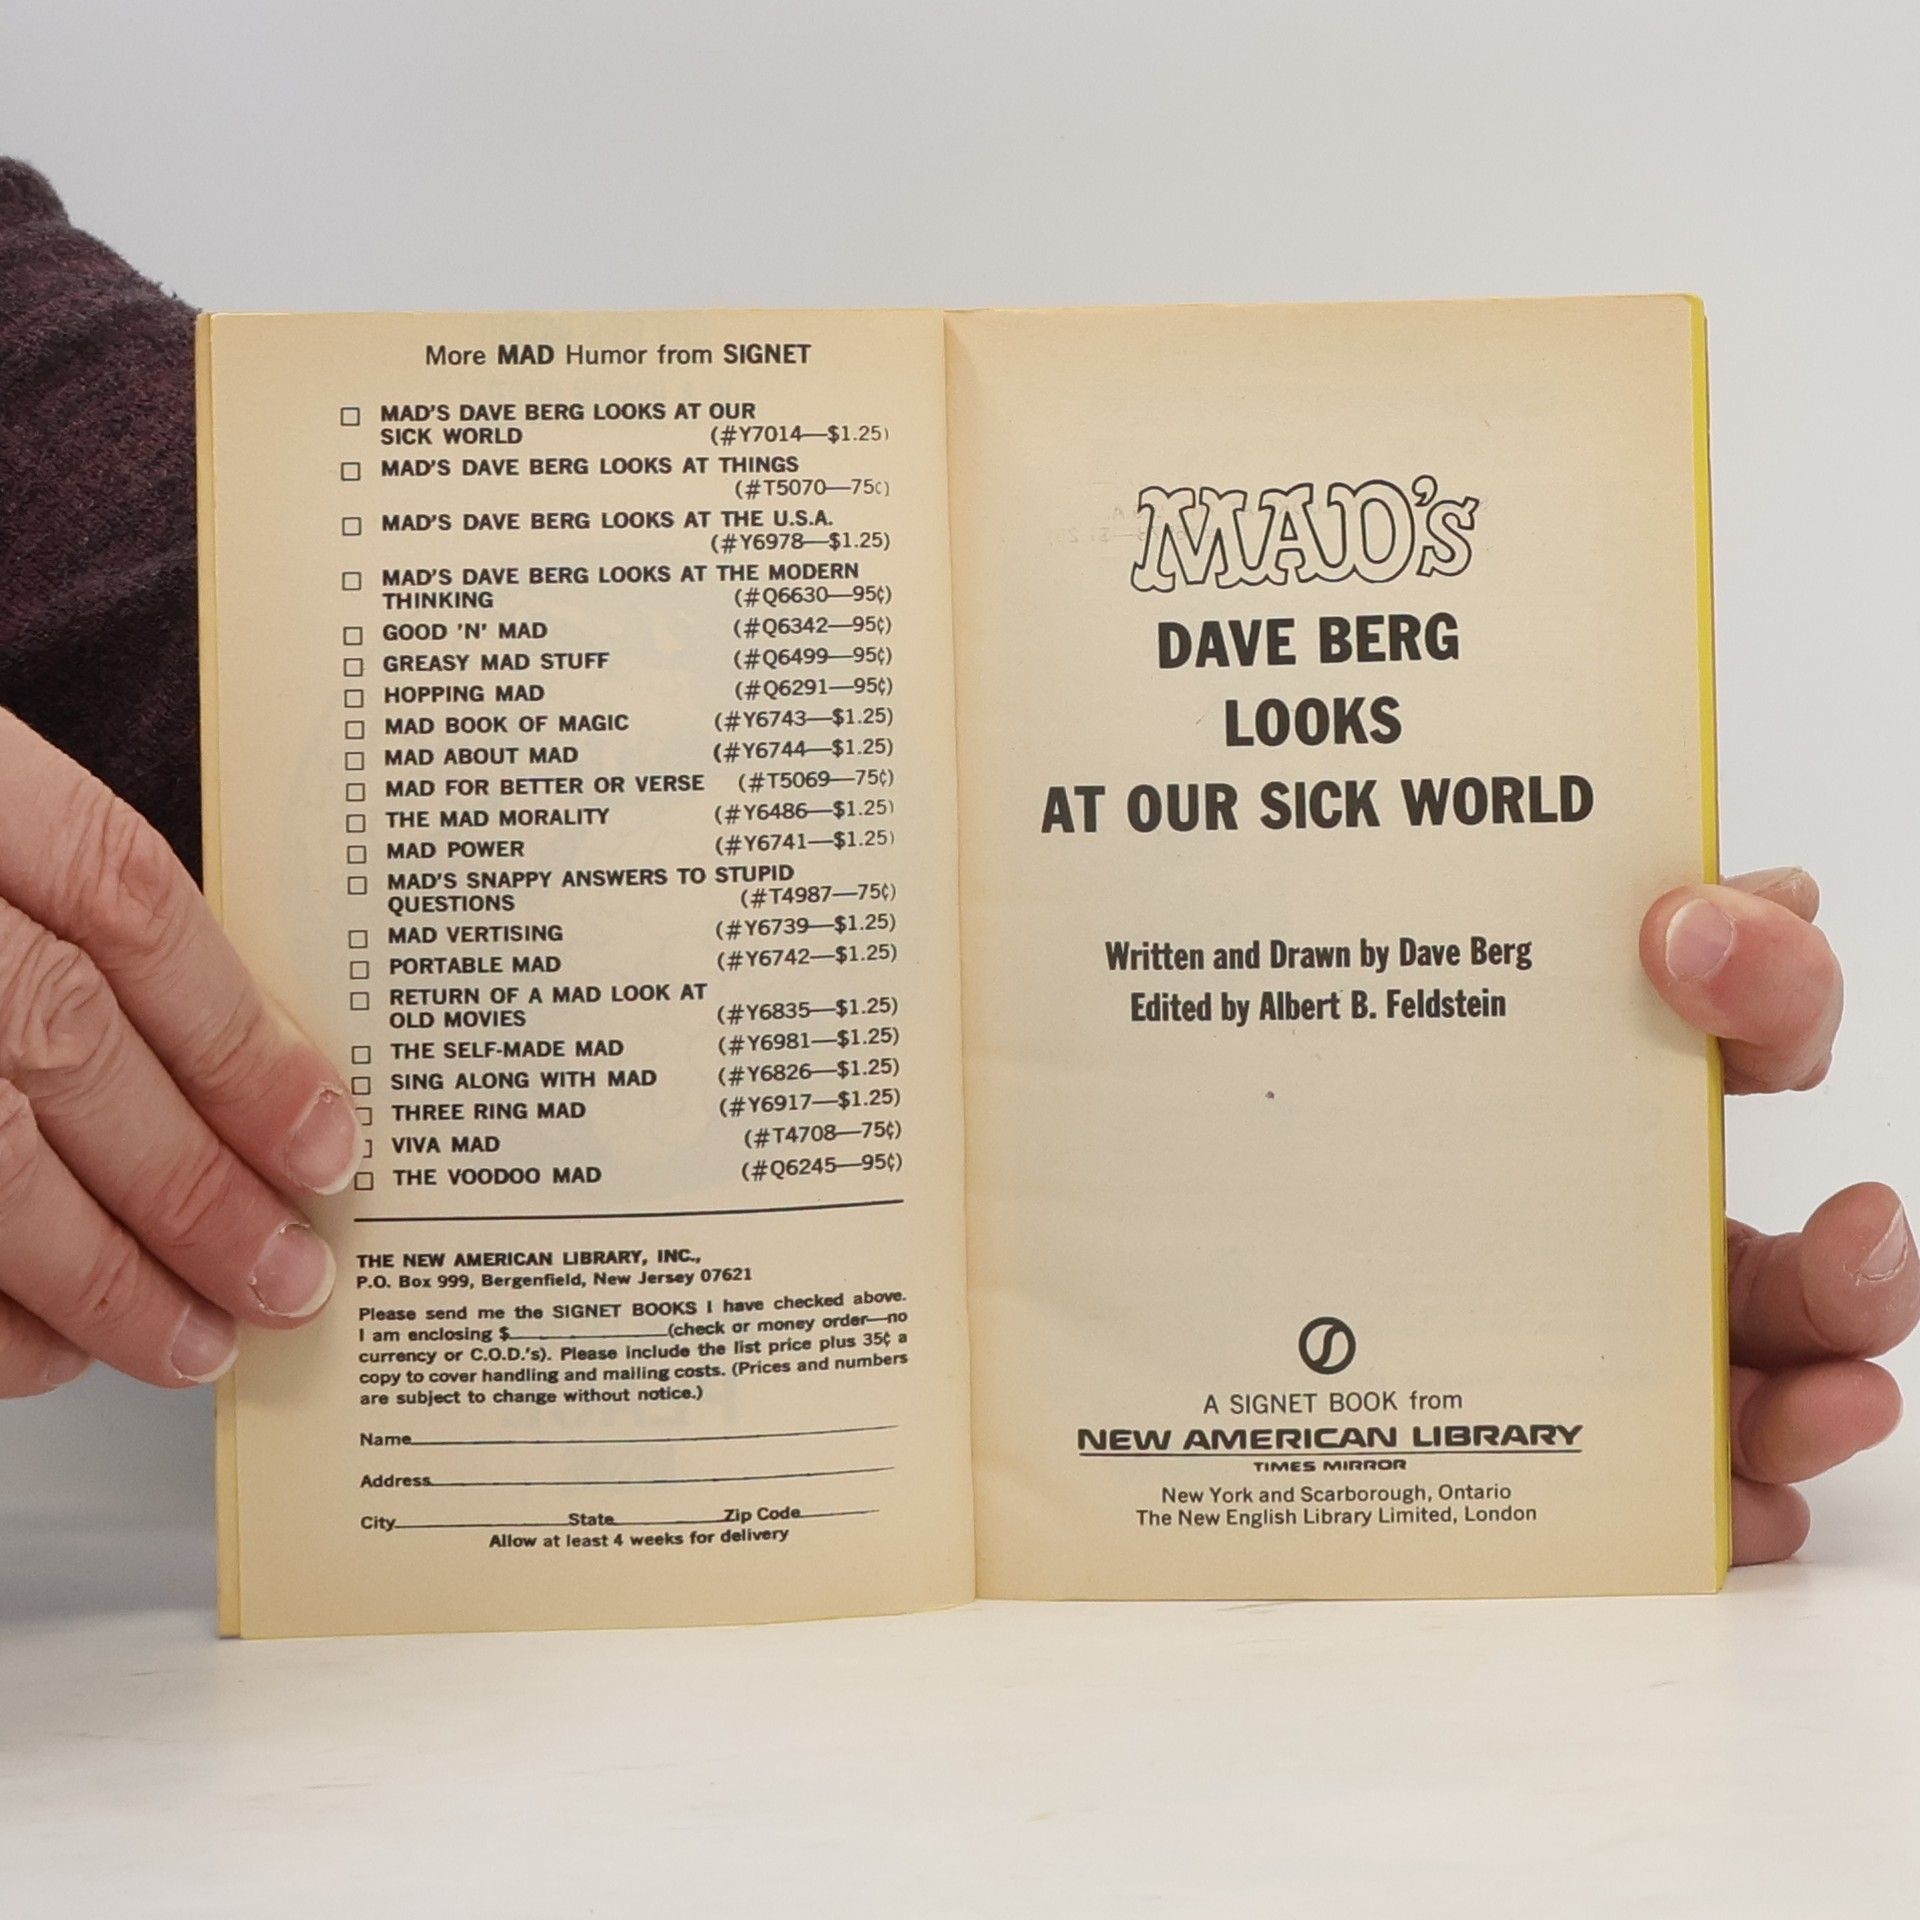 More MAD Humor from SIGNET
□ MAD'S DAVE BERG LOOKS AT OUR
SICK WORLD (#Y7014—$1.25)
□ MAD'S DAVE BERG LOOKS AT THINGS
(#T5070—75¢)
□ MAD'S DAVE BERG LOOKS AT THE U.S.A.
(#Y6978—$1.25)
□ MAD'S DAVE BERG LOOKS AT THE MODERN
THINKING (#Q6630—95¢)
□ GOOD 'N' MAD (#Q6342—95¢)
□ GREASY MAD STUFF (#Q6499—95¢)
□ HOPPING MAD (#Q6291—95¢)
□ MAD BOOK OF MAGIC (#Y6743—$1.25)
□ MAD ABOUT MAD (#Y6744—$1.25)
□ MAD FOR BETTER OR VERSE (#T5069—75¢)
□ THE MAD MORALITY (#Y6486—$1.25)
□ MAD POWER (#Y6741—$1.25)
□ MAD'S SNAPPY ANSWERS TO STUPID
QUESTIONS (#T4987—75¢)
□ MAD VERTISING (#Y6739—$1.25)
□ PORTABLE MAD (#Y6742—$1.25)
□ RETURN OF A MAD LOOK AT
OLD MOVIES (#Y6835—$1.25)
□ THE SELF-MADE MAD (#Y6981—$1.25)
□ SING ALONG WITH MAD (#Y6826—$1.25)
□ THREE RING MAD (#Y6917—$1.25)
□ VIVA MAD (#T4708—75¢)
□ THE VOODOO MAD (#Q6245—95¢)
THE NEW AMERICAN LIBRARY, INC.,
P.O. Box 999, Bergenfield, New Jersey 07621
Please send me the SIGNET BOOKS I have checked above.
I am enclosing $____________(check or money order—no
currency or C.O.D.'s). Please include the list price plus 35¢ a
copy to cover handling and mailing costs. (Prices and numbers
are subject to change without notice.)
Name____________
Address____________
City____________State____________Zip Code____________
Allow at least 4 weeks for delivery
MAD's
DAVE BERG
LOOKS
AT OUR SICK WORLD
Written and Drawn by Dave Berg
Edited by Albert B. Feldstein
A SIGNET BOOK from
NEW AMERICAN LIBRARY
TIMES MIRROR
New York and Scarborough, Ontario
The New English Library Limited, London